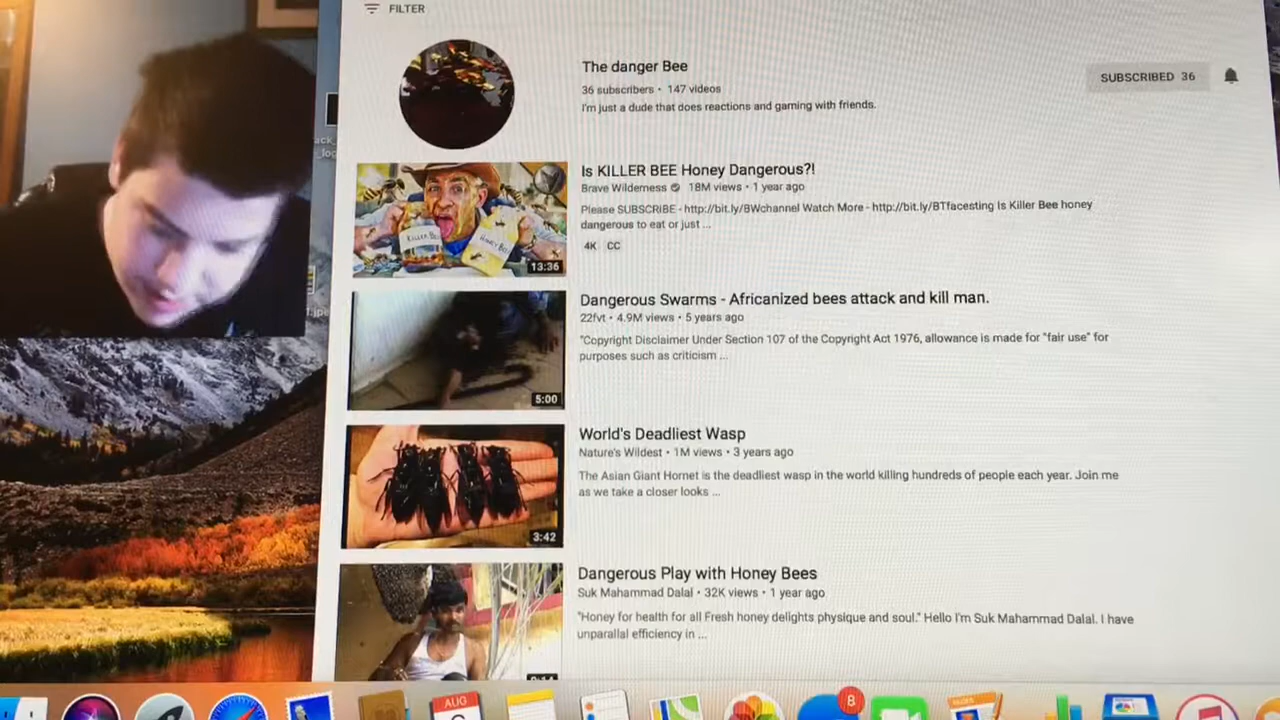 FILTER
The danger Bee
36 subscribers • 147 videos
I'm just a dude that does reactions and gaming with friends.
SUBSCRIBED 36
Is KILLER BEE Honey Dangerous?!
Brave Wilderness 18M views • 1 year ago
Please SUBSCRIBE - http://bit.ly/BWchannel Watch More - http://bit.ly/BTfacesting Is Killer Bee honey
dangerous to eat or just ...
4K CC
13:36
Dangerous Swarms - Africanized bees attack and kill man.
22fvt • 4.9M views • 5 years ago
"Copyright Disclaimer Under Section 107 of the Copyright Act 1976, allowance is made for "fair use" for
purposes such as criticism ...
5:00
World's Deadliest Wasp
Nature's Wildest • 1M views • 3 years ago
The Asian Giant Hornet is the deadliest wasp in the world killing hundreds of people each year. Join me
as we take a closer looks ...
3:42
Dangerous Play with Honey Bees
Suk Mahammad Dalal • 32K views • 1 year ago
"Honey for health for all Fresh honey delights physique and soul." Hello I'm Suk Mahammad Dalal. I have
unparallal efficiency in ...
AUG
8